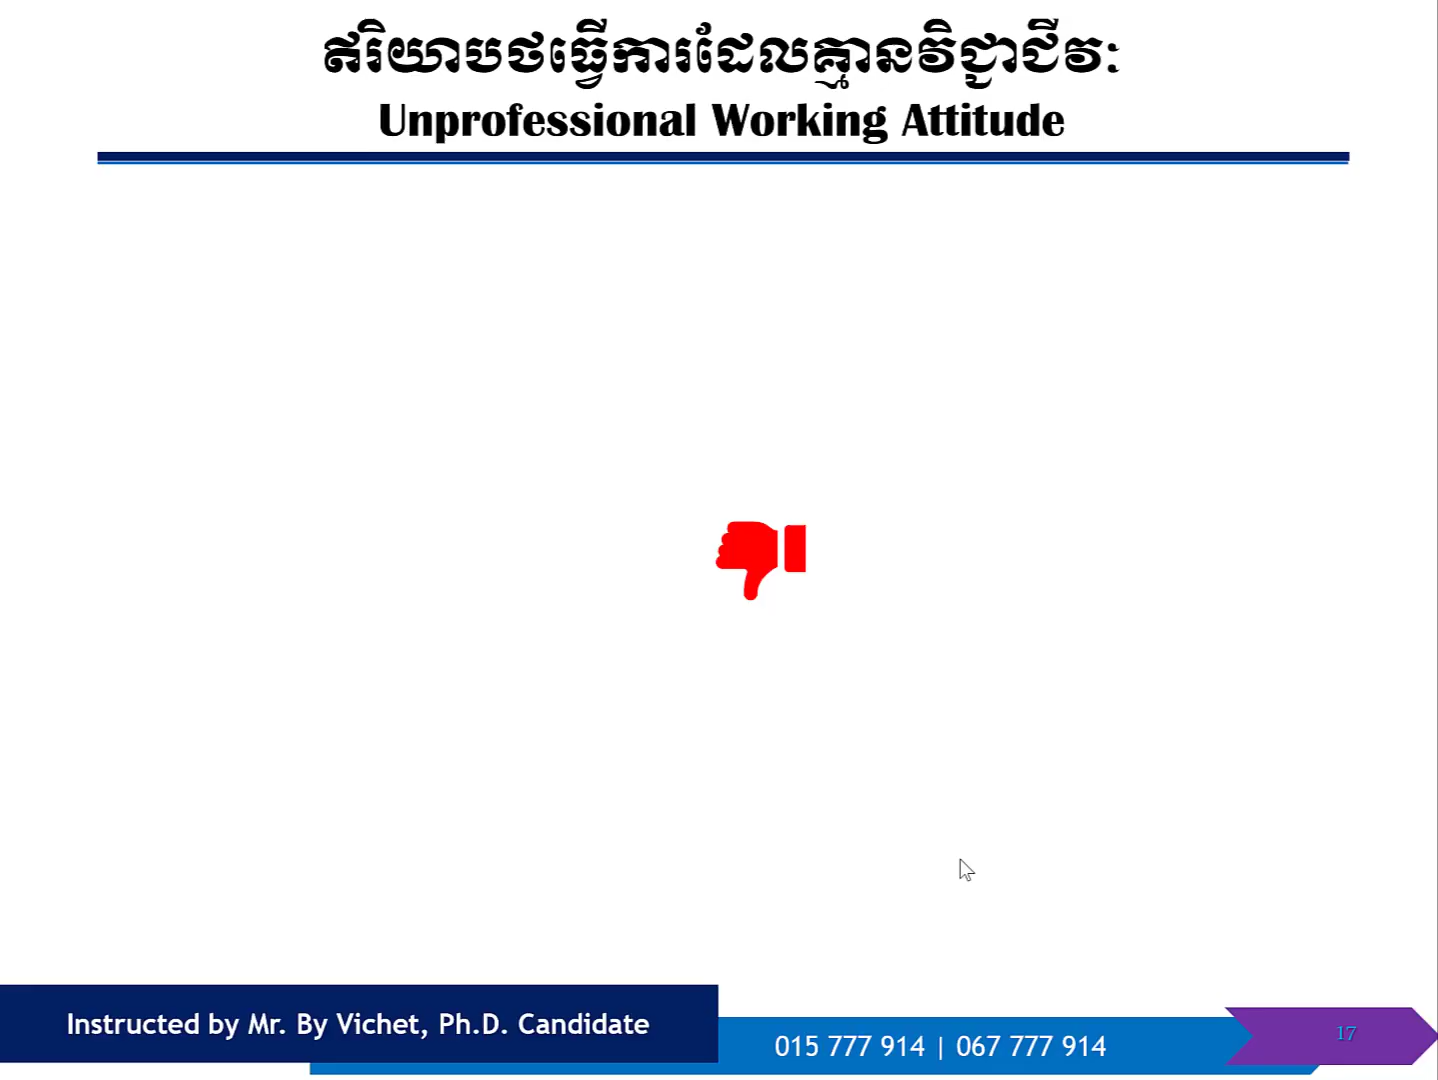 ឥរិយាបថធ្វើការដែលគ្មានវិជ្ជាជីវៈ
Unprofessional Working Attitude
Instructed by Mr. By Vichet, Ph.D. Candidate
015 777 914 | 067 777 914
17